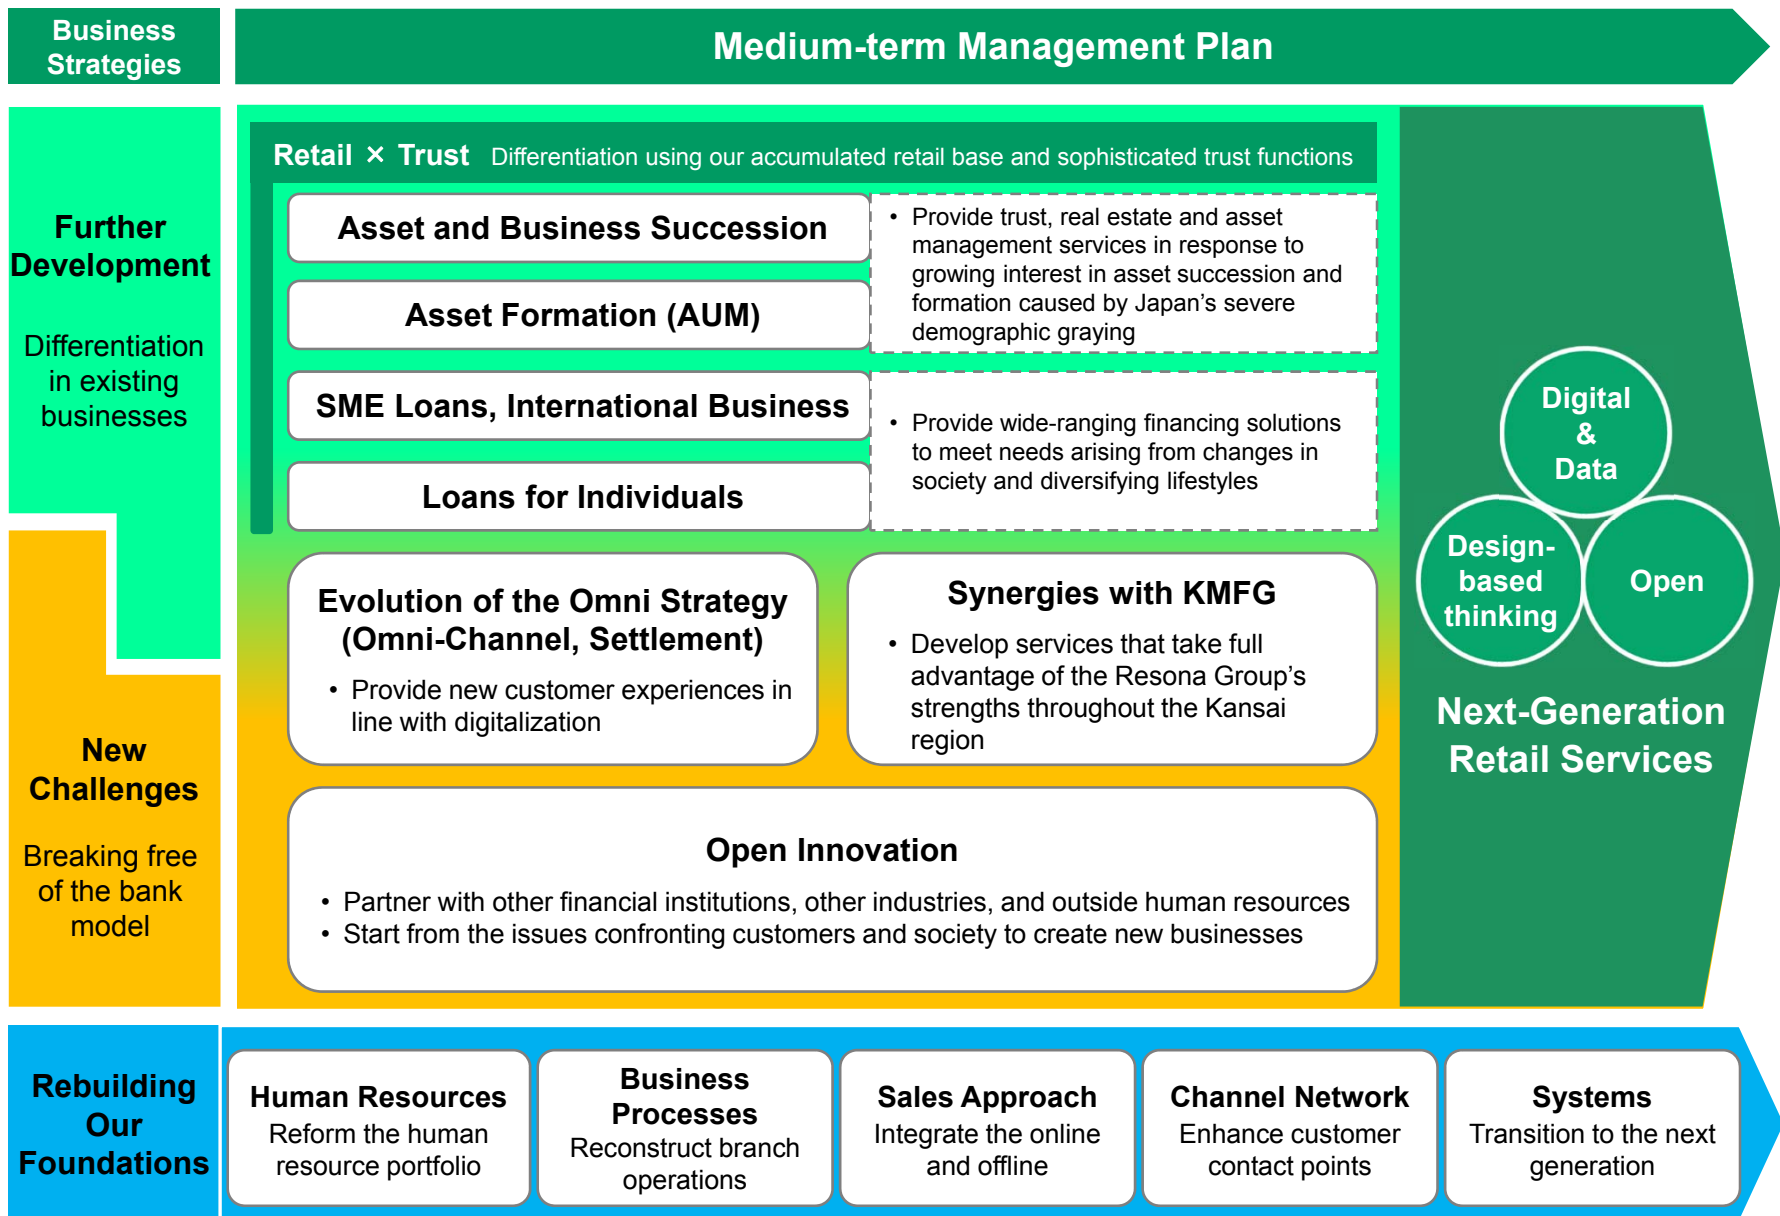 Business
Strategies
Medium-term Management Plan
Further
Development
Differentiation
in existing
businesses
Retail × Trust Differentiation using our accumulated retail base and sophisticated trust functions
Asset and Business Succession
Asset Formation (AUM)
• Provide trust, real estate and asset
management services in response to
growing interest in asset succession and
formation caused by Japan’s severe
demographic graying
SME Loans, International Business
Loans for Individuals
• Provide wide-ranging financing solutions
to meet needs arising from changes in
society and diversifying lifestyles
New
Challenges
Breaking free
of the bank
model
Evolution of the Omni Strategy
(Omni-Channel, Settlement)
• Provide new customer experiences in
line with digitalization
Synergies with KMFG
• Develop services that take full
advantage of the Resona Group’s
strengths throughout the Kansai
region
Open Innovation
• Partner with other financial institutions, other industries, and outside human resources
• Start from the issues confronting customers and society to create new businesses
Digital
&
Data
Design-
based
thinking
Open
Next-Generation
Retail Services
Rebuilding
Our
Foundations
Human Resources
Reform the human
resource portfolio
Business
Processes
Reconstruct branch
operations
Sales Approach
Integrate the online
and offline
Channel Network
Enhance customer
contact points
Systems
Transition to the next
generation